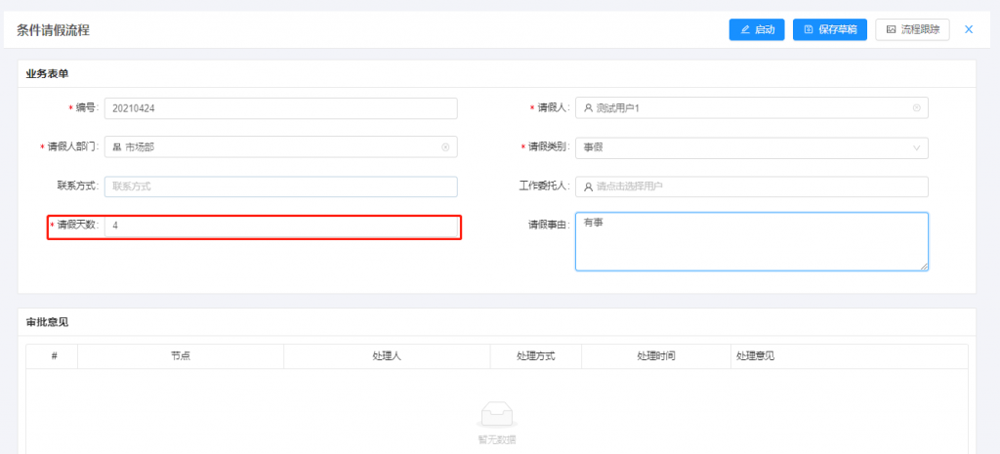 条件请假流程
启动
保存草稿
流程跟踪
业务表单
* 编号: 20210424
* 请假人: 测试用户1
* 请假人部门: 市场部
* 请假类别: 事假
联系方式: 联系方式
工作委托人: 请点击选择用户
* 请假天数: 4
请假事由: 有事
审批意见
# 节点 处理人 处理方式 处理时间 处理意见
暂无数据